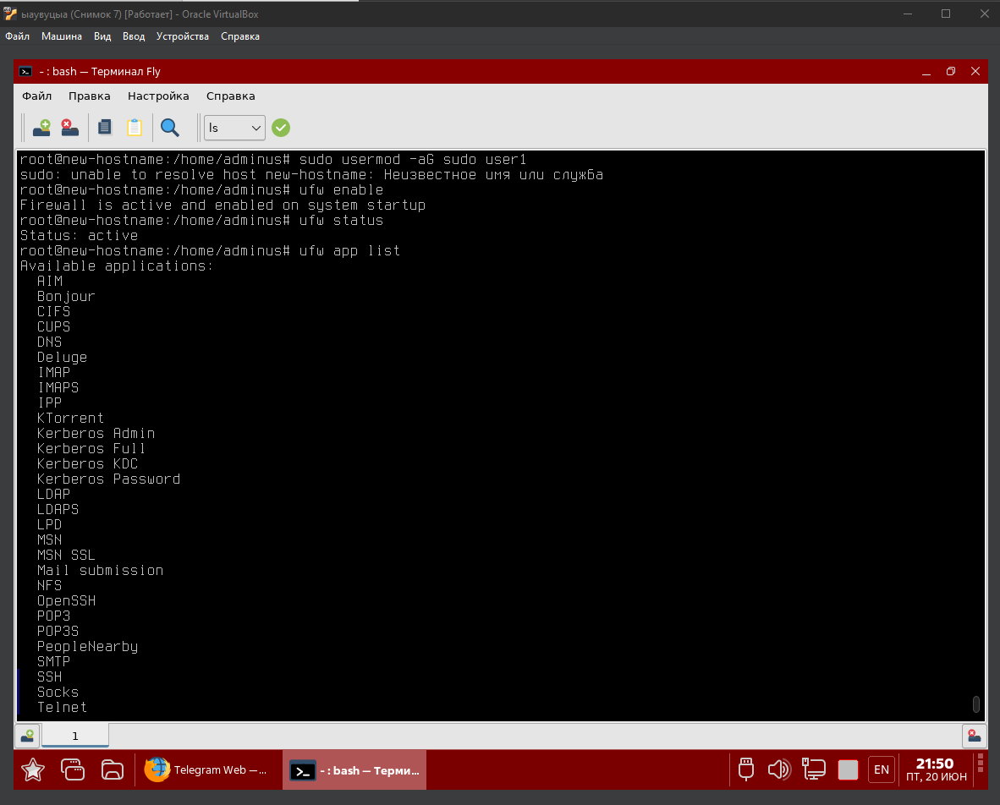 ыаувуцыа (Снимок 7) [Работает] - Oracle VirtualBox
Файл Машина Вид Ввод Устройства Справка
- : bash — Терминал Fly
Файл Правка Настройка Справка
ls
root@new-hostname:/home/adminus# sudo usermod -aG sudo user1
sudo: unable to resolve host new-hostname: Неизвестное имя или служба
root@new-hostname:/home/adminus# ufw enable
Firewall is active and enabled on system startup
root@new-hostname:/home/adminus# ufw status
Status: active
root@new-hostname:/home/adminus# ufw app list
Available applications:
AIM
Bonjour
CIFS
CUPS
DNS
Deluge
IMAP
IMAPS
IPP
KTorrent
Kerberos Admin
Kerberos Full
Kerberos KDC
Kerberos Password
LDAP
LDAPS
LPD
MSN
MSN SSL
Mail submission
NFS
OpenSSH
POP3
POP3S
PeopleNearby
SMTP
SSH
Socks
Telnet
1
Telegram Web —...
- : bash — Терми...
EN
21:50
ПТ, 20 ИЮН